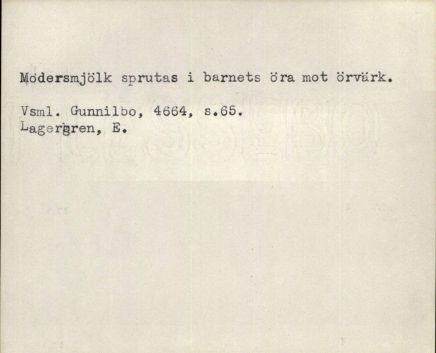 Modersmjölk sprutas i barnets öra mot örvärk.
Vsml. Gunnilbo, 4664, s.65.
Lagergren, E.